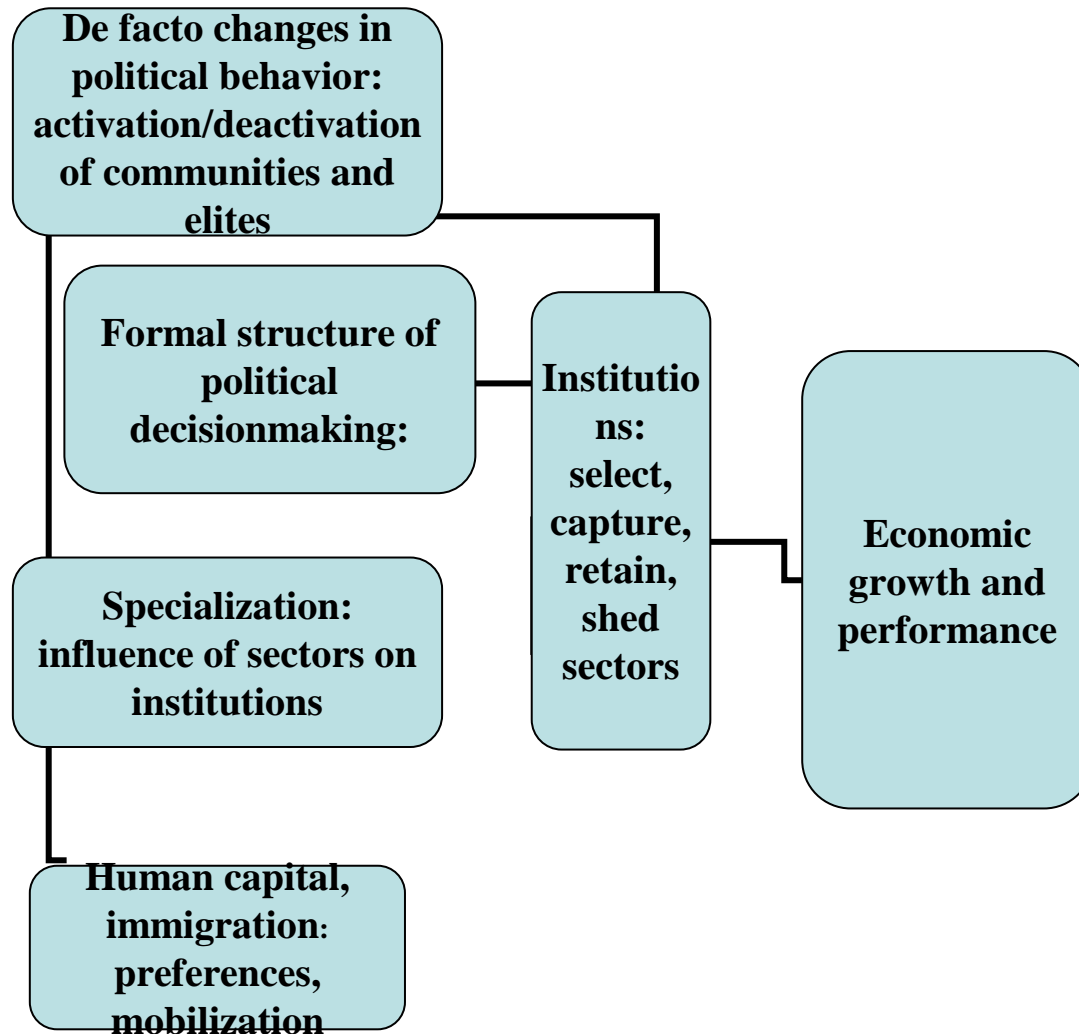 De facto changes in
political behavior:
activation/deactivation
of communities and
elites
Formal structure of
political
decisionmaking:
Institutio
ns:
select,
capture,
retain,
shed
sectors
Economic
growth and
performance
Specialization:
influence of sectors on
institutions
Human capital,
immigration:
preferences,
mobilization